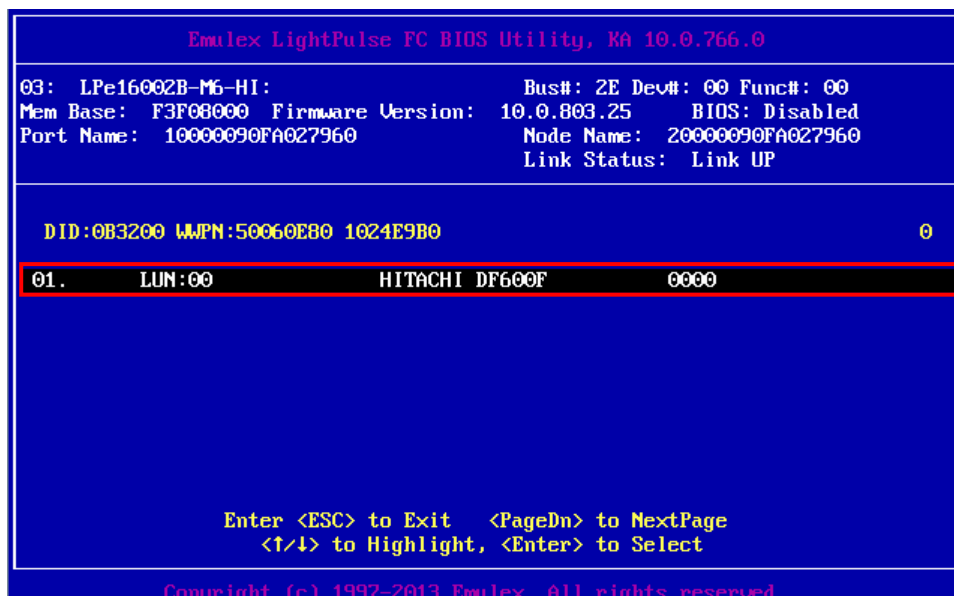 Emulex LightPulse FC BIOS Utility, KA 10.0.766.0
03: LPe16002B-M6-HI: Bus#: 2E Dev#: 00 Func#: 00
Mem Base: F3F08000 Firmware Version: 10.0.803.25 BIOS: Disabled
Port Name: 10000090FA027960 Node Name: 20000090FA027960
Link Status: Link UP
DID:0B3200 WWPN:50060E80 1024E9B0 0
01. LUN:00 HITACHI DF600F 0000
Enter <ESC> to Exit <PageDn> to NextPage
<↑/↓> to Highlight, <Enter> to Select
Copyright (c) 1997-2013 Emulex. All rights reserved